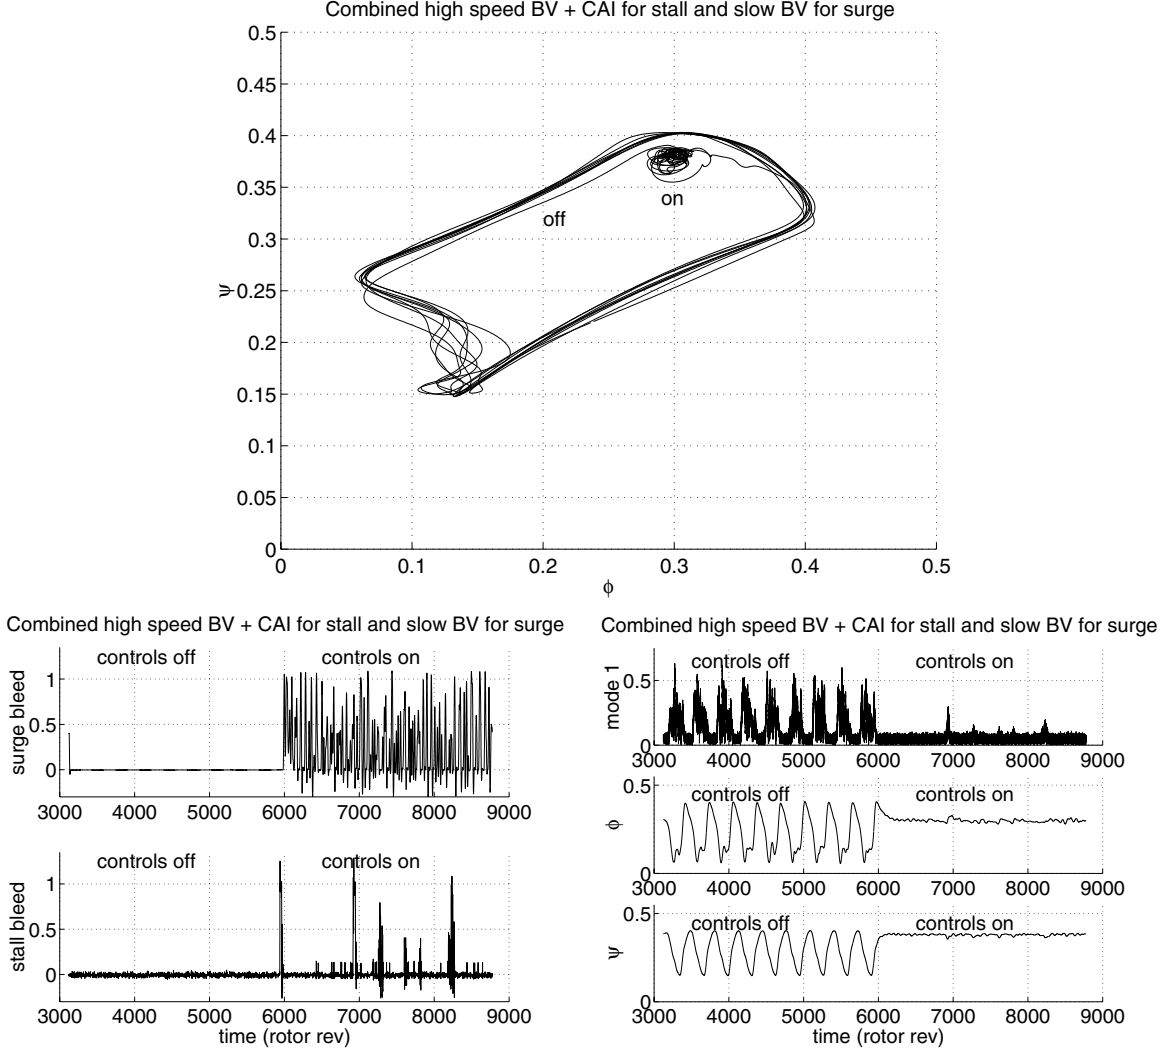 Combined high speed BV + CAI for stall and slow BV for surge
0.5
0.45
0.4
0.35
0.3
0.25
0.2
0.15
0.1
0.05
0
ψ
on
off
0 0.1 0.2 0.3 0.4 0.5
ϕ
Combined high speed BV + CAI for stall and slow BV for surge
controls off controls on
surge bleed
1
0.5
0
3000 4000 5000 6000 7000 8000 9000
controls off controls on
stall bleed
1
0.5
0
3000 4000 5000 6000 7000 8000 9000
time (rotor rev)
Combined high speed BV + CAI for stall and slow BV for surge
controls off controls on
mode 1
0.5
0
3000 4000 5000 6000 7000 8000 9000
controls off controls on
ϕ
0.5
0
3000 4000 5000 6000 7000 8000 9000
controls off controls on
ψ
0.5
0
3000 4000 5000 6000 7000 8000 9000
time (rotor rev)